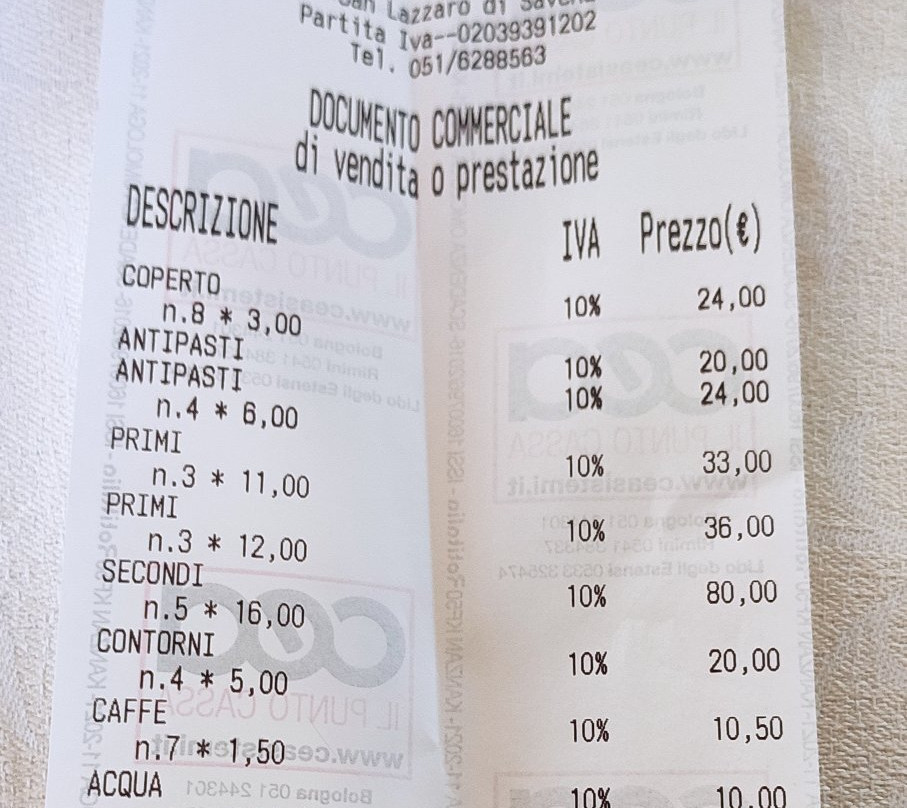 San Lazzaro di Savena
Partita Iva--02039391202
Tel. 051/6288563
DOCUMENTO COMMERCIALE
di vendita o prestazione
DESCRIZIONE IVA Prezzo(€)
COPERTO
n.8 * 3,00 10% 24,00
ANTIPASTI 10% 20,00
ANTIPASTI
n.4 * 6,00 10% 24,00
PRIMI
n.3 * 11,00 10% 33,00
PRIMI
n.3 * 12,00 10% 36,00
SECONDI
n.5 * 16,00 10% 80,00
CONTORNI
n.4 * 5,00 10% 20,00
CAFFE
n.7 * 1,50 10% 10,50
ACQUA 10% 10,00